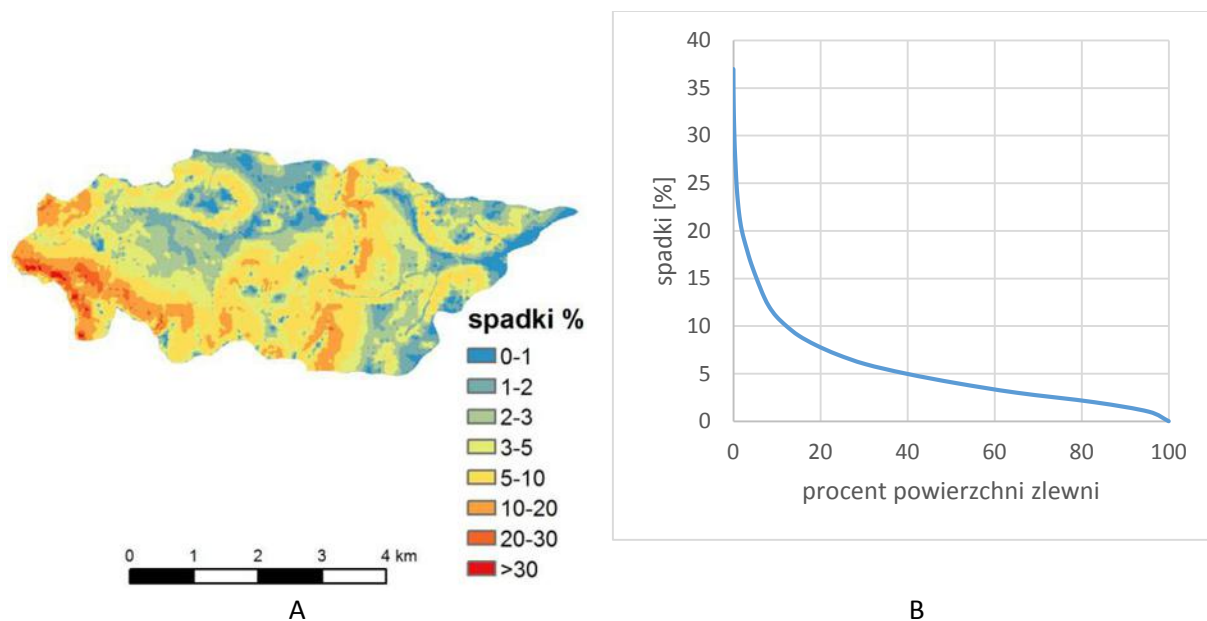 spadki %
0-1
1-2
2-3
3-5
5-10
10-20
20-30
>30
0 1 2 3 4 km
A
40
35
30
25
20
15
10
5
0
spadki [%]
0 20 40 60 80 100
procent powierzchni zlewni
B